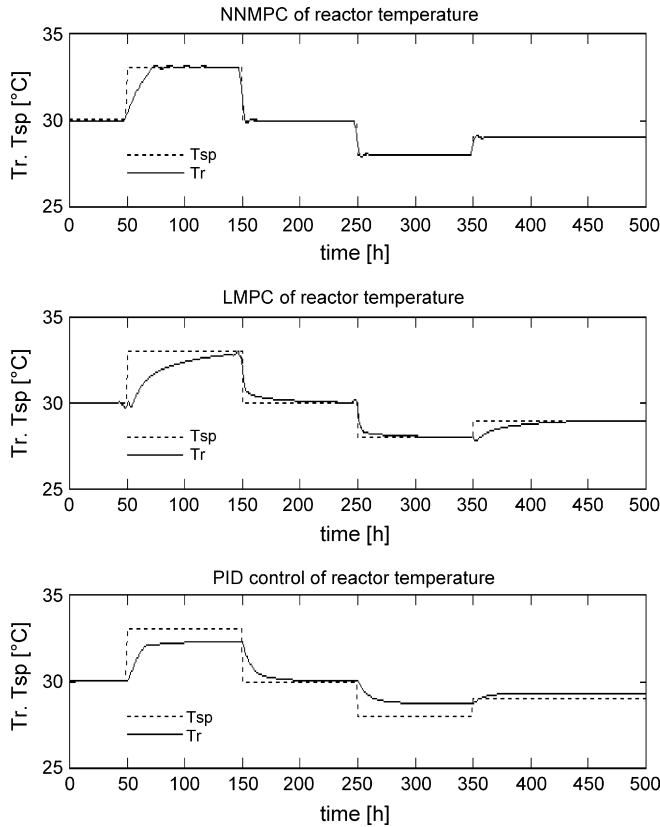 NNMPC of reactor temperature
35
30
25
Tr. Tsp [°C]
Tsp
Tr
0 50 100 150 200 250 300 350 400 450 500
time [h]
LMPC of reactor temperature
35
30
25
Tr. Tsp [°C]
Tsp
Tr
0 50 100 150 200 250 300 350 400 450 500
time [h]
PID control of reactor temperature
35
30
25
Tr. Tsp [°C]
Tsp
Tr
0 50 100 150 200 250 300 350 400 450 500
time [h]